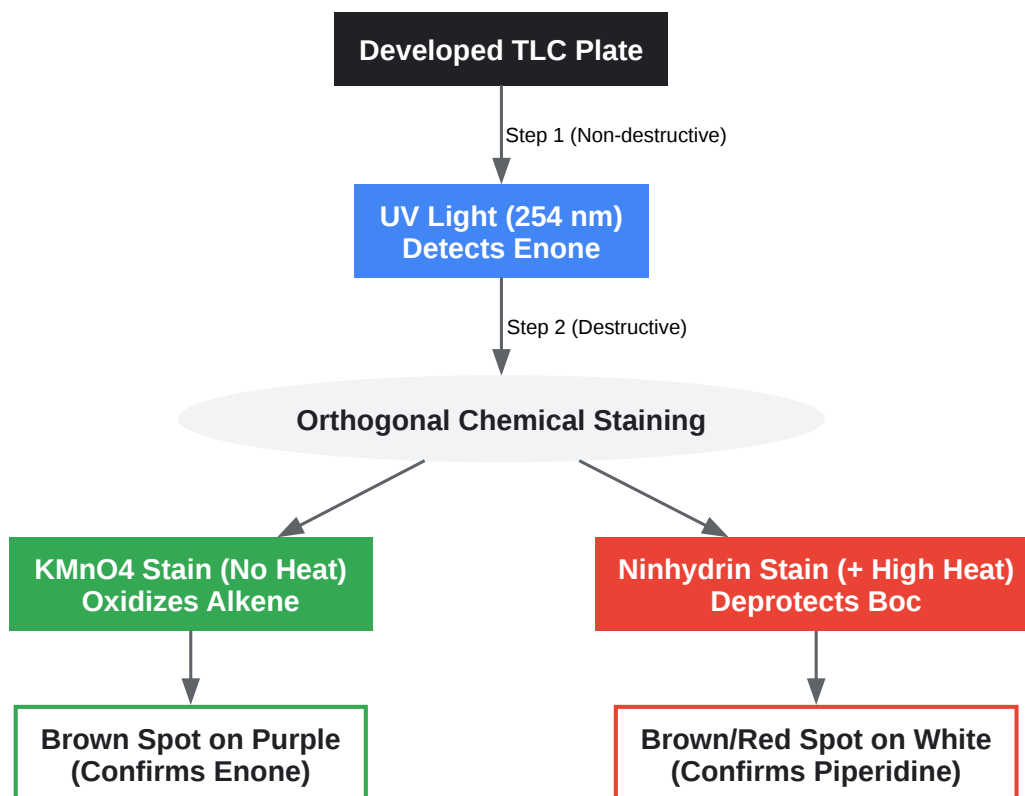 Developed TLC Plate
Step 1 (Non-destructive)
UV Light (254 nm)
Detects Enone
Step 2 (Destructive)
Orthogonal Chemical Staining
KMnO4 Stain (No Heat)
Oxidizes Alkene
Ninhydrin Stain (+ High Heat)
Deprotects Boc
Brown Spot on Purple
(Confirms Enone)
Brown/Red Spot on White
(Confirms Piperidine)